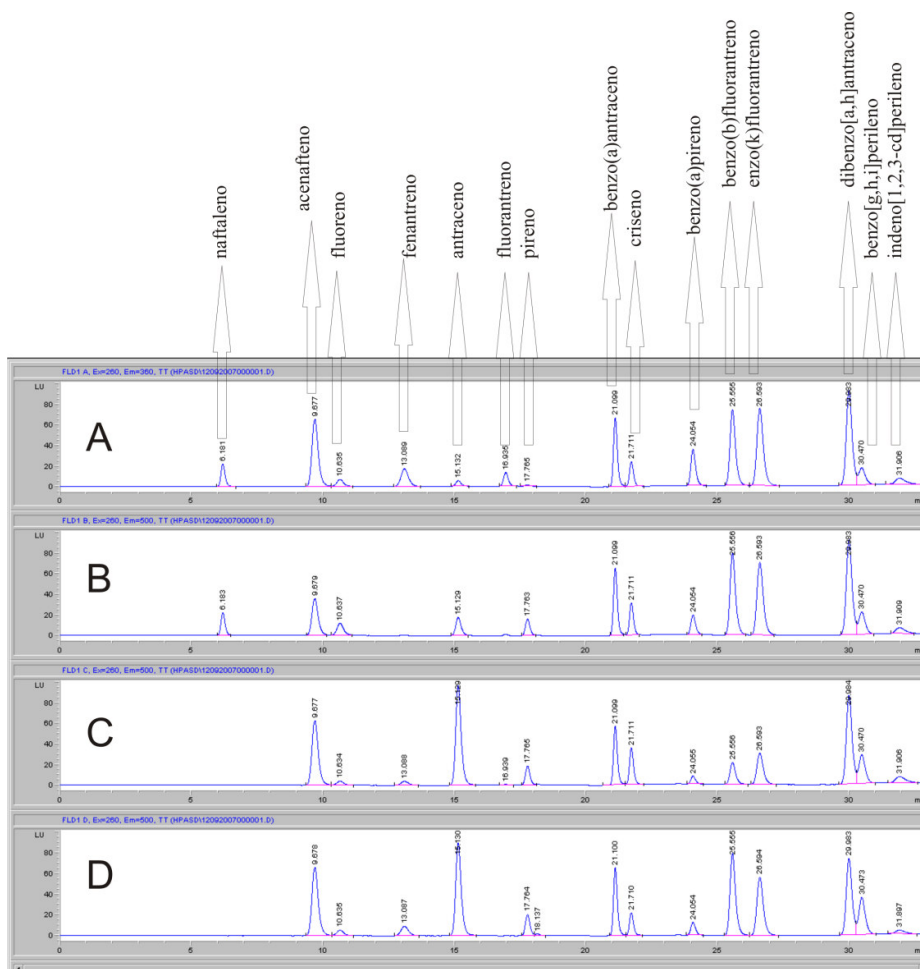 naftaleno
acenafteno
fluoreno
fenantreno
antraceno
fluorantreno
pireno
benzo(a)antraceno
criseno
benzo(a)pireno
benzo(b)fluorantreno
enzo(k)fluorantreno
dibenzo[a,h]antraceno
benzo[g,h,i]perileno
indeno[1,2,3-cd]perileno
FLD1 A, Ex=260, Em=360, TT (HPASD\12092007000001.D)
LU
80
60
40
20
0
A
6.181
9.677
10.635
13.089
15.132
16.935
17.765
21.099
21.711
24.054
25.555
26.593
29.983
30.470
31.906
0 5 10 15 20 25 30 m
FLD1 B, Ex=260, Em=500, TT (HPASD\12092007000001.D)
LU
80
60
40
20
0
B
6.183
9.679
10.637
15.129
17.763
21.099
21.711
24.054
25.556
26.593
29.983
30.470
31.909
0 5 10 15 20 25 30 m
FLD1 C, Ex=260, Em=500, TT (HPASD\12092007000001.D)
LU
80
60
40
20
0
C
9.677
10.634
13.088
15.129
16.939
17.765
21.099
21.711
24.055
25.556
26.593
29.984
30.470
31.906
0 5 10 15 20 25 30 m
FLD1 D, Ex=260, Em=500, TT (HPASD\12092007000001.D)
LU
80
60
40
20
0
D
9.678
10.635
13.087
15.130
17.764
18.137
21.100
21.710
24.054
25.555
26.594
29.983
30.473
31.897
0 5 10 15 20 25 30 m